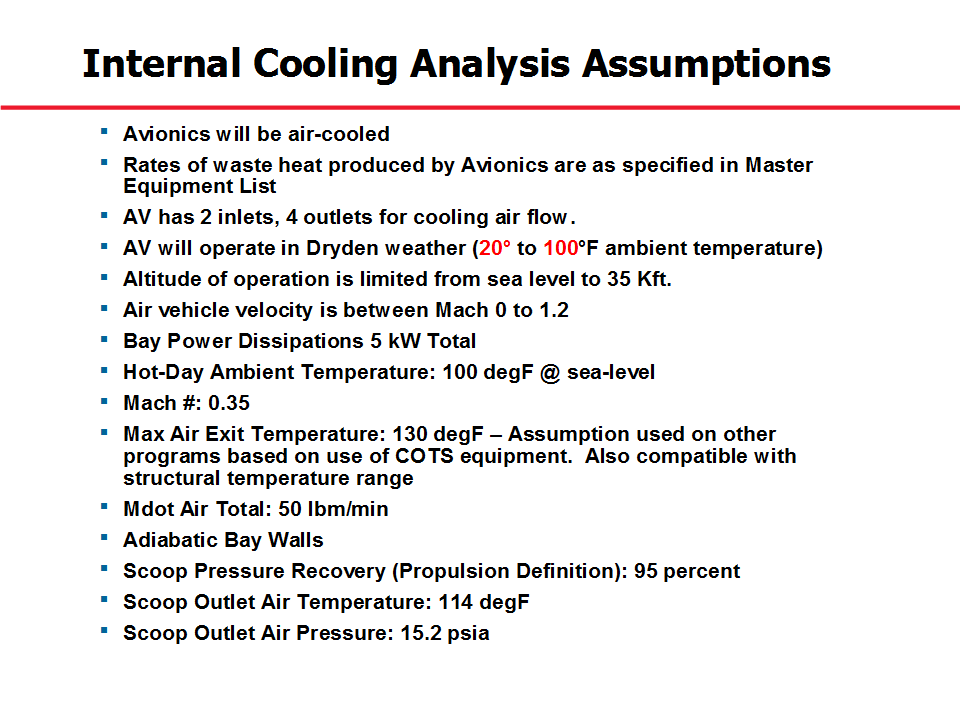 Internal Cooling Analysis Assumptions
▪ Avionics will be air-cooled
▪ Rates of waste heat produced by Avionics are as specified in Master
Equipment List
▪ AV has 2 inlets, 4 outlets for cooling air flow.
▪ AV will operate in Dryden weather (20° to 100°F ambient temperature)
▪ Altitude of operation is limited from sea level to 35 Kft.
▪ Air vehicle velocity is between Mach 0 to 1.2
▪ Bay Power Dissipations 5 kW Total
▪ Hot-Day Ambient Temperature: 100 degF @ sea-level
▪ Mach #: 0.35
▪ Max Air Exit Temperature: 130 degF – Assumption used on other
programs based on use of COTS equipment.  Also compatible with
structural temperature range
▪ Mdot Air Total: 50 lbm/min
▪ Adiabatic Bay Walls
▪ Scoop Pressure Recovery (Propulsion Definition): 95 percent
▪ Scoop Outlet Air Temperature: 114 degF
▪ Scoop Outlet Air Pressure: 15.2 psia